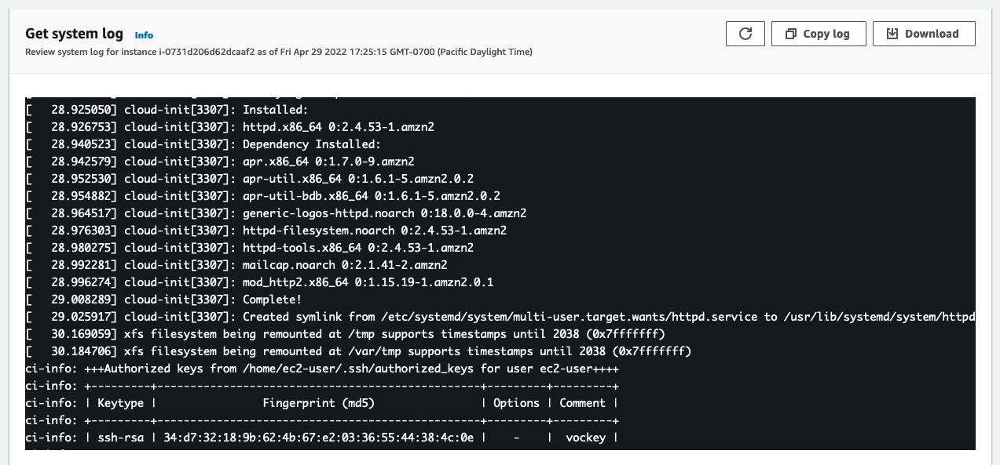 Get system log Info
Review system log for instance i-0731d206d62dcaaf2 as of Fri Apr 29 2022 17:25:15 GMT-0700 (Pacific Daylight Time)
Copy log
Download
[   28.925050] cloud-init[3307]: Installed:
[   28.926753] cloud-init[3307]: httpd.x86_64 0:2.4.53-1.amzn2
[   28.940523] cloud-init[3307]: Dependency Installed:
[   28.942579] cloud-init[3307]: apr.x86_64 0:1.7.0-9.amzn2
[   28.952530] cloud-init[3307]: apr-util.x86_64 0:1.6.1-5.amzn2.0.2
[   28.954882] cloud-init[3307]: apr-util-bdb.x86_64 0:1.6.1-5.amzn2.0.2
[   28.964517] cloud-init[3307]: generic-logos-httpd.noarch 0:18.0.0-4.amzn2
[   28.976303] cloud-init[3307]: httpd-filesystem.noarch 0:2.4.53-1.amzn2
[   28.980275] cloud-init[3307]: httpd-tools.x86_64 0:2.4.53-1.amzn2
[   28.992281] cloud-init[3307]: mailcap.noarch 0:2.1.41-2.amzn2
[   28.996274] cloud-init[3307]: mod_http2.x86_64 0:1.15.19-1.amzn2.0.1
[   29.008289] cloud-init[3307]: Complete!
[   29.025917] cloud-init[3307]: Created symlink from /etc/systemd/system/multi-user.target.wants/httpd.service to /usr/lib/systemd/system/httpd
[   30.169059] xfs filesystem being remounted at /tmp supports timestamps until 2038 (0x7fffffff)
[   30.184706] xfs filesystem being remounted at /var/tmp supports timestamps until 2038 (0x7fffffff)
ci-info: +++Authorized keys from /home/ec2-user/.ssh/authorized_keys for user ec2-user++++
ci-info: +---------+-------------------------------------------------+---------+---------+
ci-info: | Keytype |                Fingerprint (md5)                | Options | Comment |
ci-info: +---------+-------------------------------------------------+---------+---------+
ci-info: | ssh-rsa | 34:d7:32:18:9b:62:4b:67:e2:03:36:55:44:38:4c:0e |    -    |  vockey |